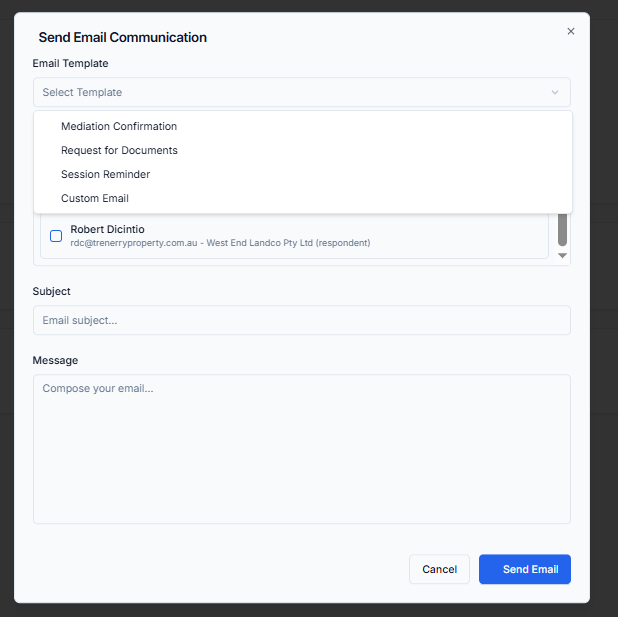 Send Email Communication
Email Template
Select Template
Mediation Confirmation
Request for Documents
Session Reminder
Custom Email
Robert Dicintio
rdc@trenerryproperty.com.au - West End Landco Pty Ltd (respondent)
Subject
Email subject...
Message
Compose your email...
Cancel
Send Email